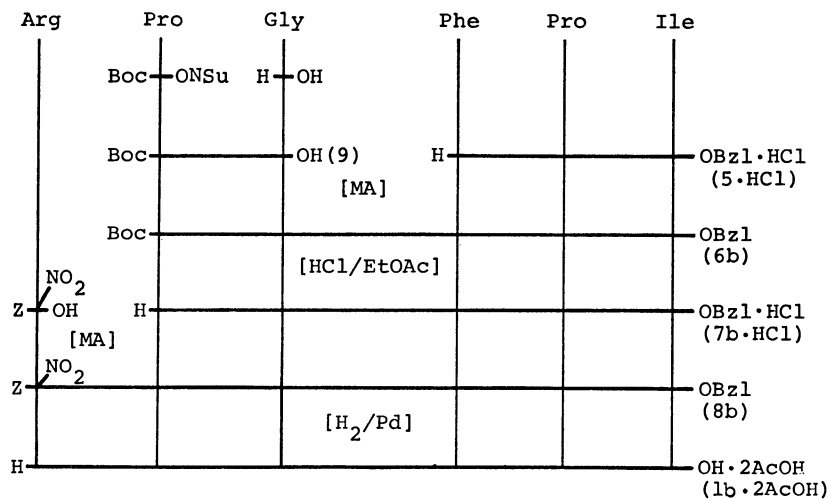 Arg Pro Gly Phe Pro Ile
Boc ONSu H OH
Boc OH(9) H OBzl·HCl
(5·HCl)
[MA]
Boc OBzl
(6b)
[HCl/EtOAc]
NO2
Z OH H OBzl·HCl
(7b·HCl)
[MA]
NO2
Z OBzl
(8b)
[H2/Pd]
H OH·2AcOH
(1b·2AcOH)